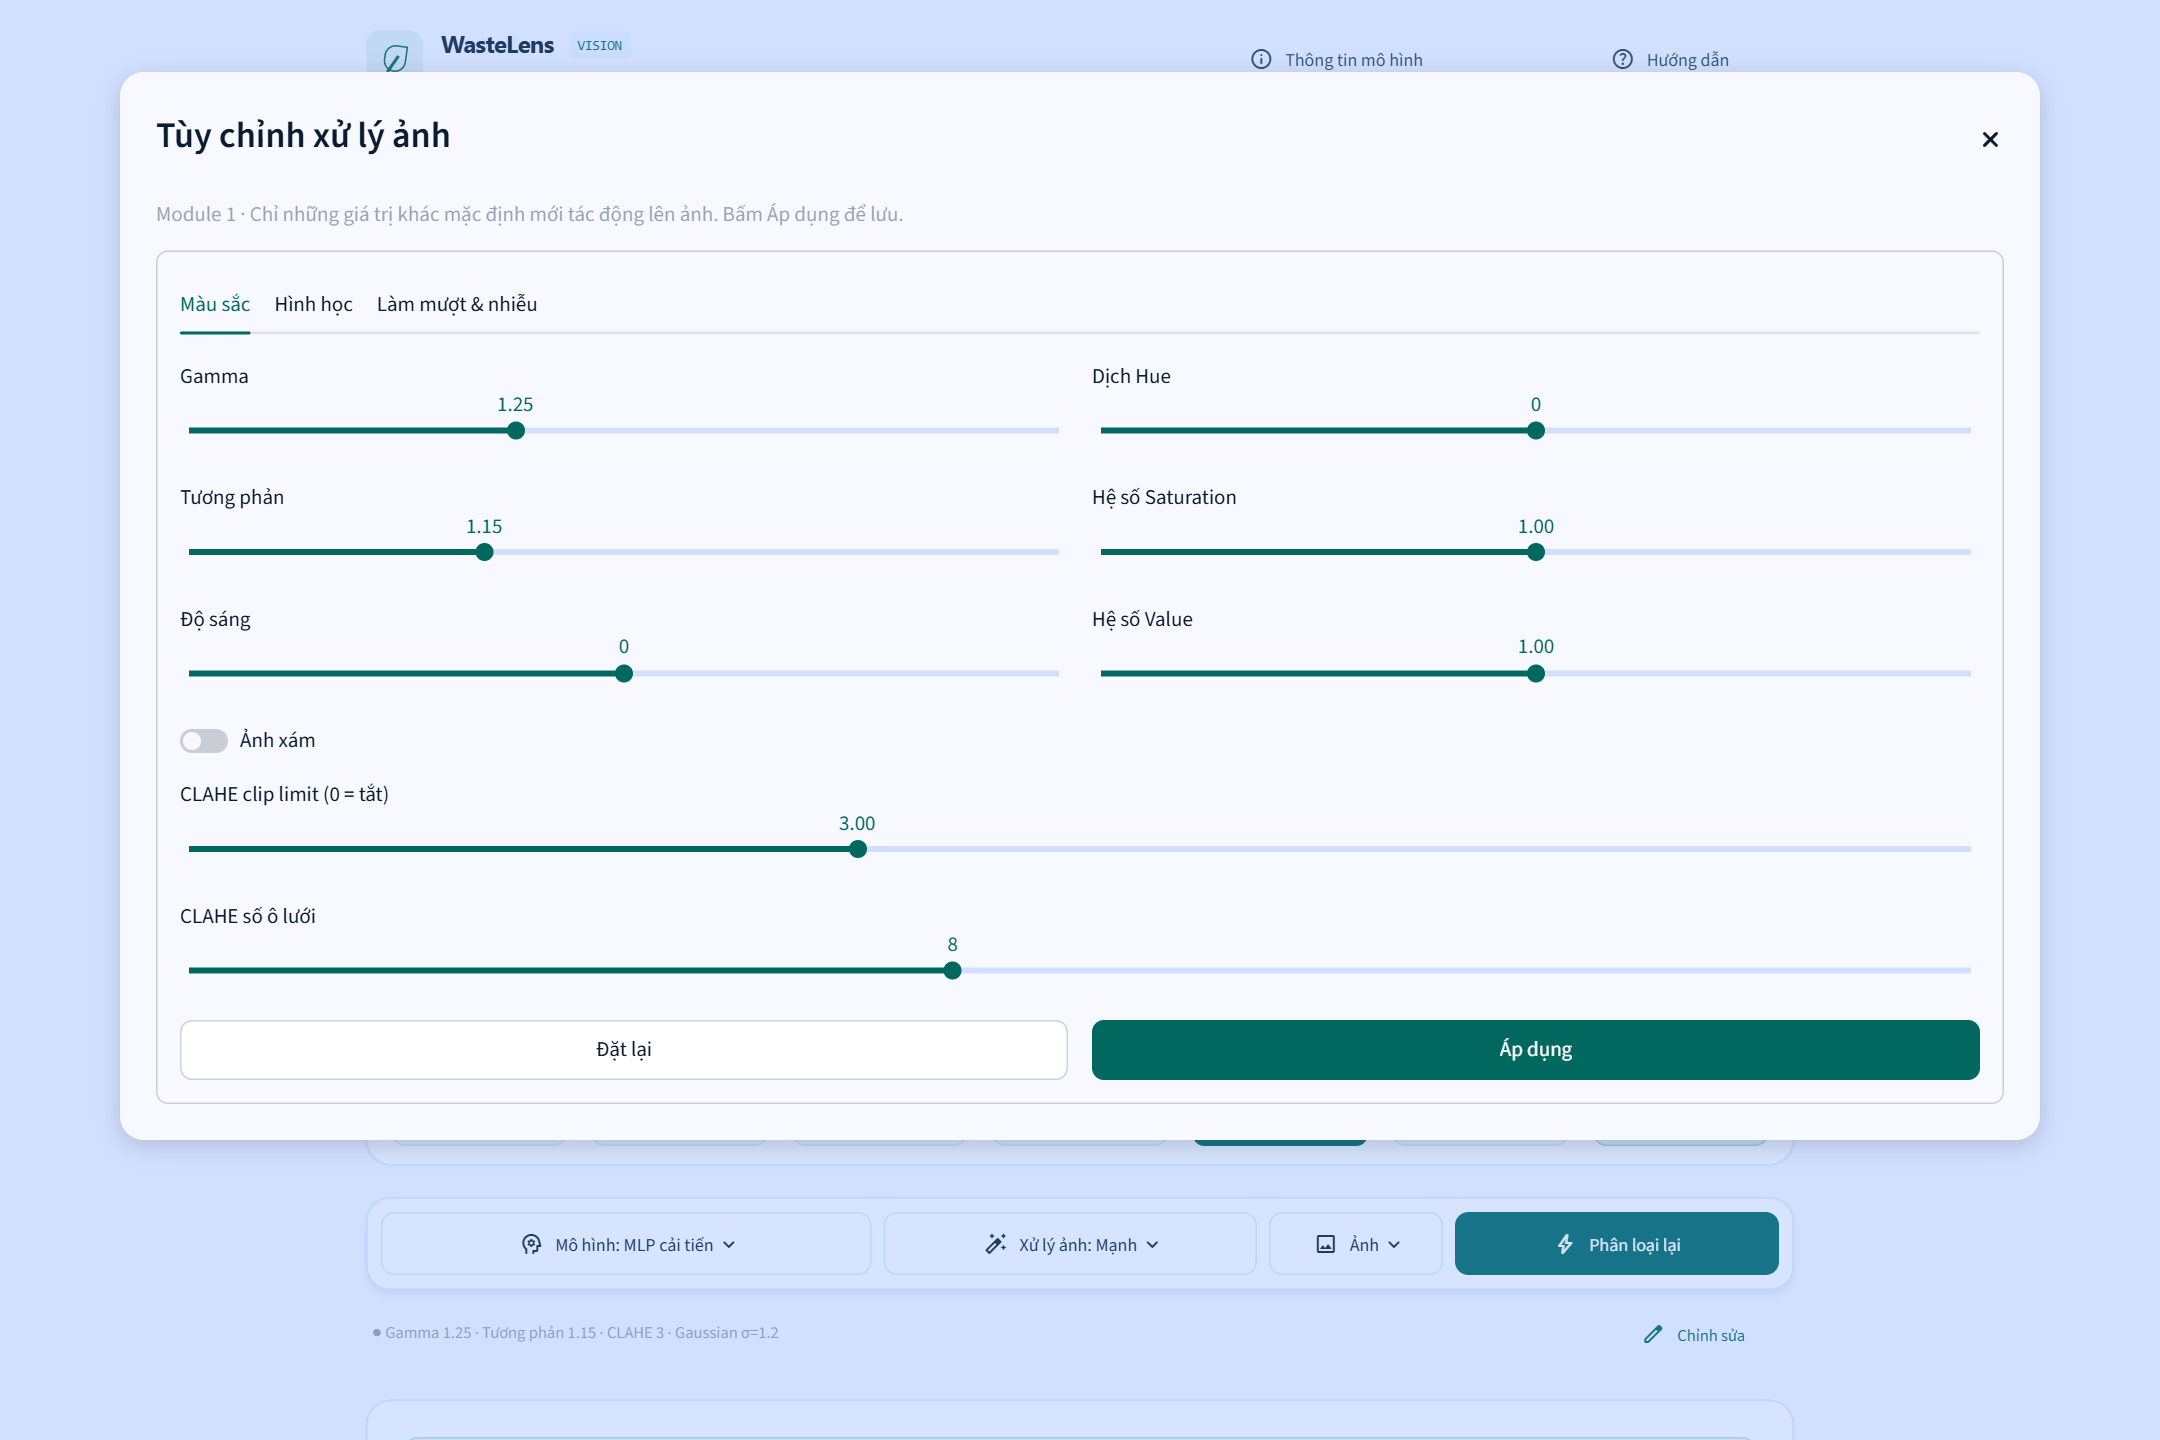 WasteLens VISION
Thông tin mô hình
Hướng dẫn
Tùy chỉnh xử lý ảnh
Module 1 · Chỉ những giá trị khác mặc định mới tác động lên ảnh. Bấm Áp dụng để lưu.
Màu sắc Hình học Làm mượt & nhiễu
Gamma
1.25
Dịch Hue
0
Tương phản
1.15
Hệ số Saturation
1.00
Độ sáng
0
Hệ số Value
1.00
Ảnh xám
CLAHE clip limit (0 = tắt)
3.00
CLAHE số ô lưới
8
Đặt lại
Áp dụng
Mô hình: MLP cải tiến
Xử lý ảnh: Mạnh
Ảnh
Phân loại lại
Gamma 1.25 · Tương phản 1.15 · CLAHE 3 · Gaussian σ=1.2
Chỉnh sửa